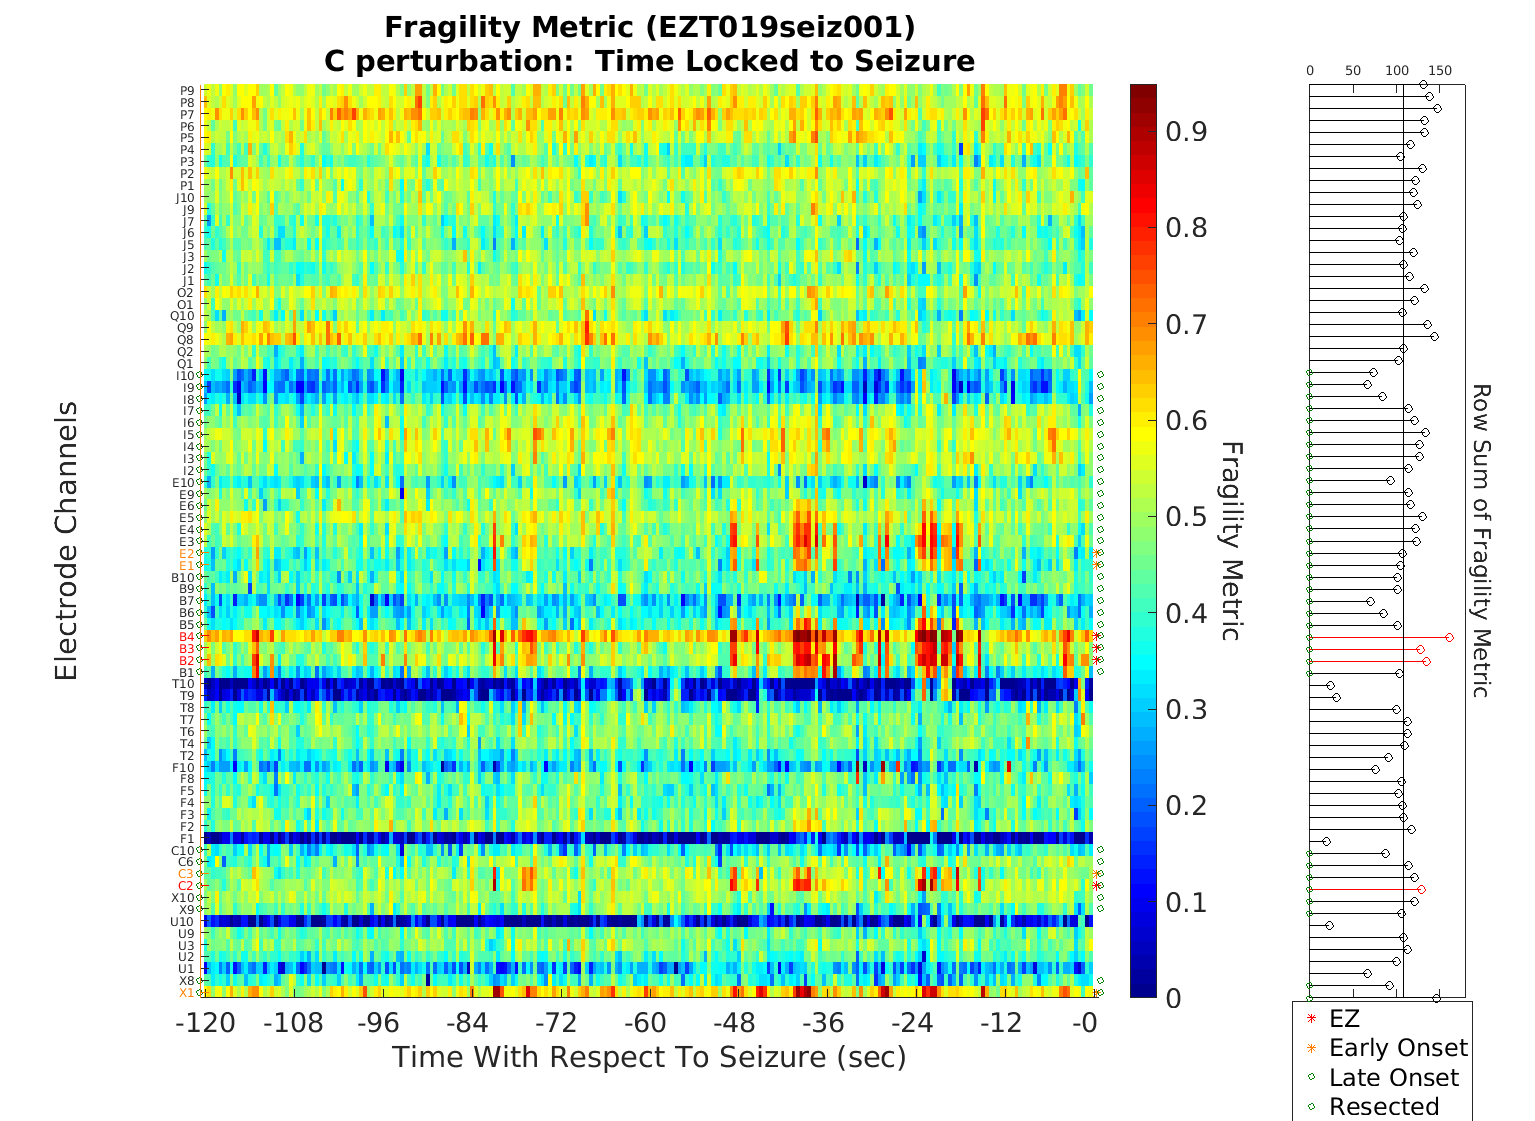 Fragility Metric (EZT019seiz001)
C perturbation:  Time Locked to Seizure
0 50 100 150
Electrode Channels
P9
P8
P7
P6
P5
P4
P3
P2
P1
J10
J9
J7
J6
J5
J3
J2
J1
O2
O1
Q10
Q9
Q8
Q2
Q1
I10
I9
I8
I7
I6
I5
I4
I3
I2
E10
E9
E6
E5
E4
E3
E2
E1
B10
B9
B7
B6
B5
B4
B3
B2
B1
T10
T9
T8
T7
T6
T4
T2
F10
F8
F5
F4
F3
F2
F1
C10
C6
C3
C2
X10
X9
U10
U9
U3
U2
U1
X8
X1
-120 -108 -96 -84 -72 -60 -48 -36 -24 -12 -0
Time With Respect To Seizure (sec)
0.9
0.8
0.7
0.6
0.5
0.4
0.3
0.2
0.1
0
Fragility Metric
Row Sum of Fragility Metric
EZ
Early Onset
Late Onset
Resected